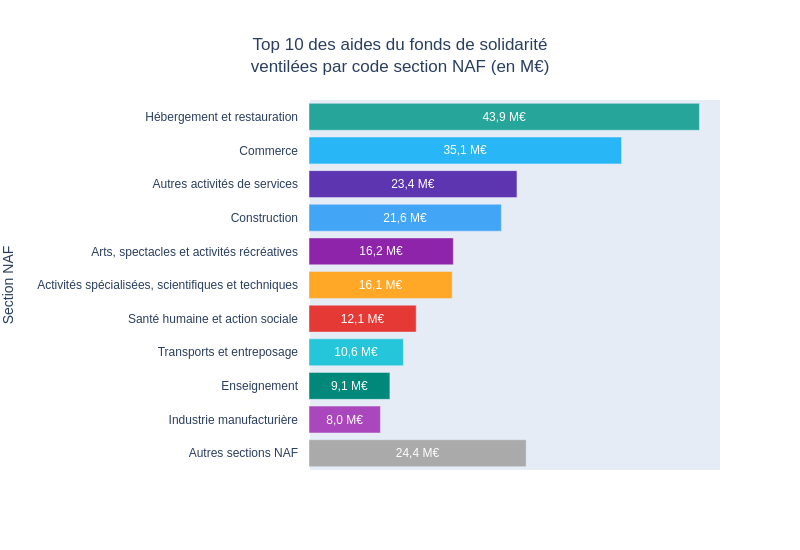 Top 10 des aides du fonds de solidarité
ventilées par code section NAF (en M€)
Section NAF
Hébergement et restauration 43,9 M€
Commerce 35,1 M€
Autres activités de services 23,4 M€
Construction 21,6 M€
Arts, spectacles et activités récréatives 16,2 M€
Activités spécialisées, scientifiques et techniques 16,1 M€
Santé humaine et action sociale 12,1 M€
Transports et entreposage 10,6 M€
Enseignement 9,1 M€
Industrie manufacturière 8,0 M€
Autres sections NAF 24,4 M€